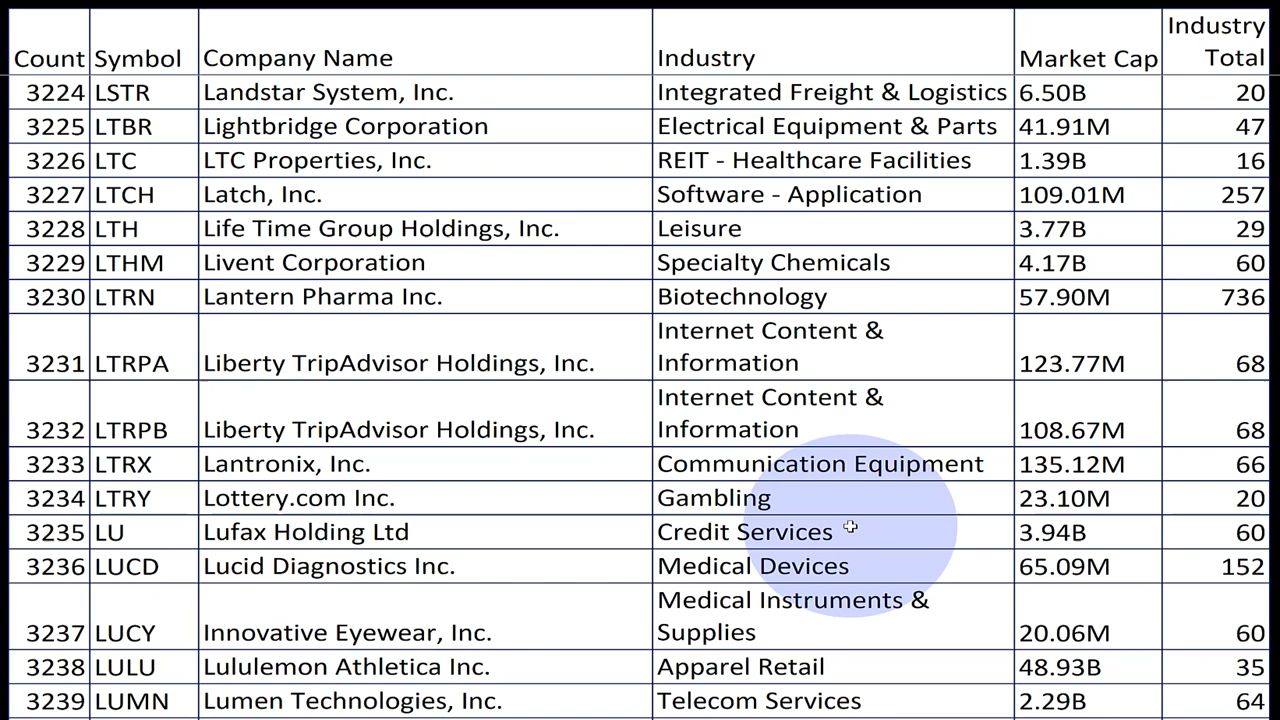 Count Symbol Company Name Industry Market Cap Industry Total
3224 LSTR Landstar System, Inc. Integrated Freight & Logistics 6.50B 20
3225 LTBR Lightbridge Corporation Electrical Equipment & Parts 41.91M 47
3226 LTC LTC Properties, Inc. REIT - Healthcare Facilities 1.39B 16
3227 LTCH Latch, Inc. Software - Application 109.01M 257
3228 LTH Life Time Group Holdings, Inc. Leisure 3.77B 29
3229 LTHM Livent Corporation Specialty Chemicals 4.17B 60
3230 LTRN Lantern Pharma Inc. Biotechnology 57.90M 736
3231 LTRPA Liberty TripAdvisor Holdings, Inc. Internet Content & Information 123.77M 68
3232 LTRPB Liberty TripAdvisor Holdings, Inc. Internet Content & Information 108.67M 68
3233 LTRX Lantronix, Inc. Communication Equipment 135.12M 66
3234 LTRY Lottery.com Inc. Gambling 23.10M 20
3235 LU Lufax Holding Ltd Credit Services 3.94B 60
3236 LUCD Lucid Diagnostics Inc. Medical Devices 65.09M 152
3237 LUCY Innovative Eyewear, Inc. Medical Instruments & Supplies 20.06M 60
3238 LULU Lululemon Athletica Inc. Apparel Retail 48.93B 35
3239 LUMN Lumen Technologies, Inc. Telecom Services 2.29B 64